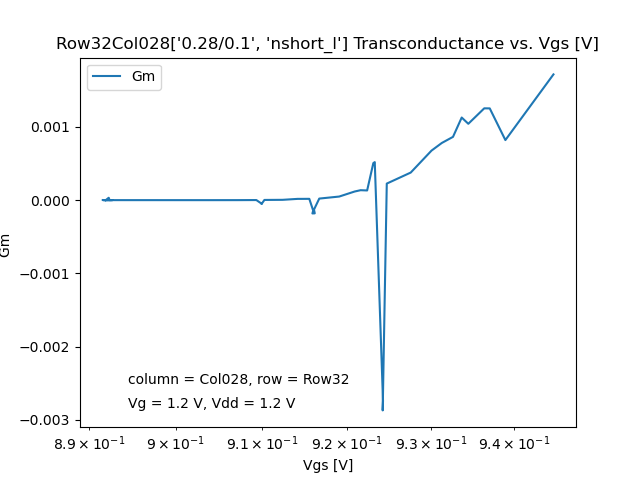 Row32Col028['0.28/0.1', 'nshort_l'] Transconductance vs. Vgs [V]
Gm
0.001
0.000
−0.001
−0.002
−0.003
Gm
column = Col028, row = Row32
Vg = 1.2 V, Vdd = 1.2 V
8.9 × 10⁻¹ 9 × 10⁻¹ 9.1 × 10⁻¹ 9.2 × 10⁻¹ 9.3 × 10⁻¹ 9.4 × 10⁻¹
Vgs [V]